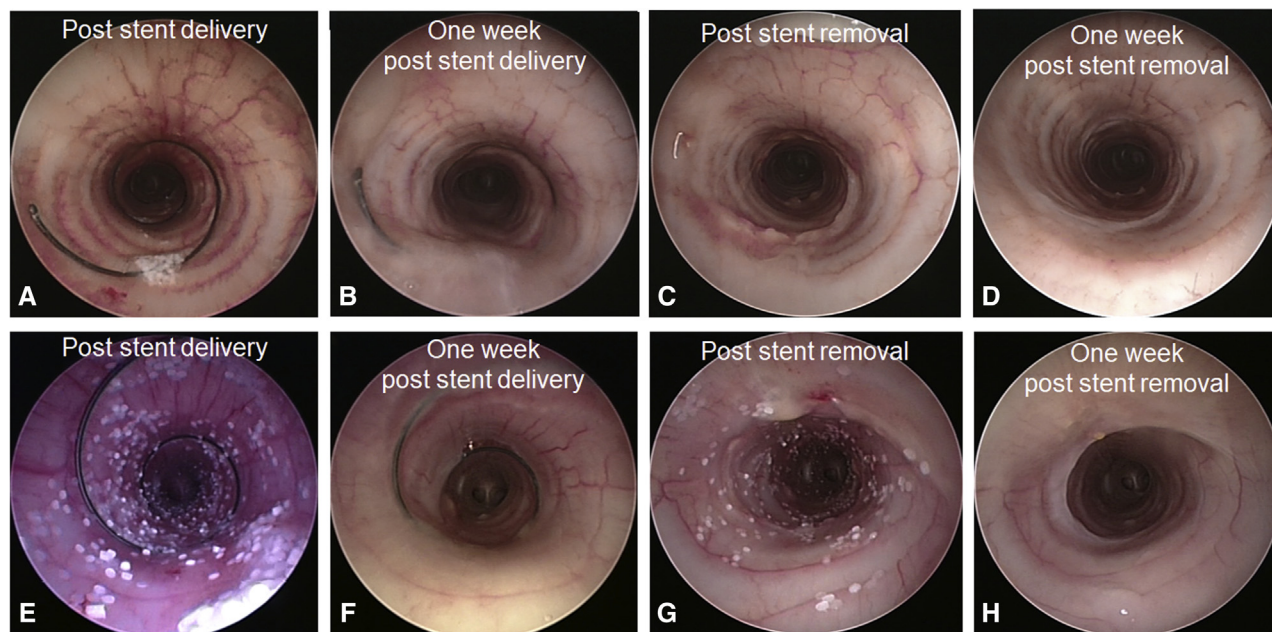 Post stent delivery
One week
post stent delivery
Post stent removal
One week
post stent removal
A
B
C
D
Post stent delivery
One week
post stent delivery
Post stent removal
One week
post stent removal
E
F
G
H